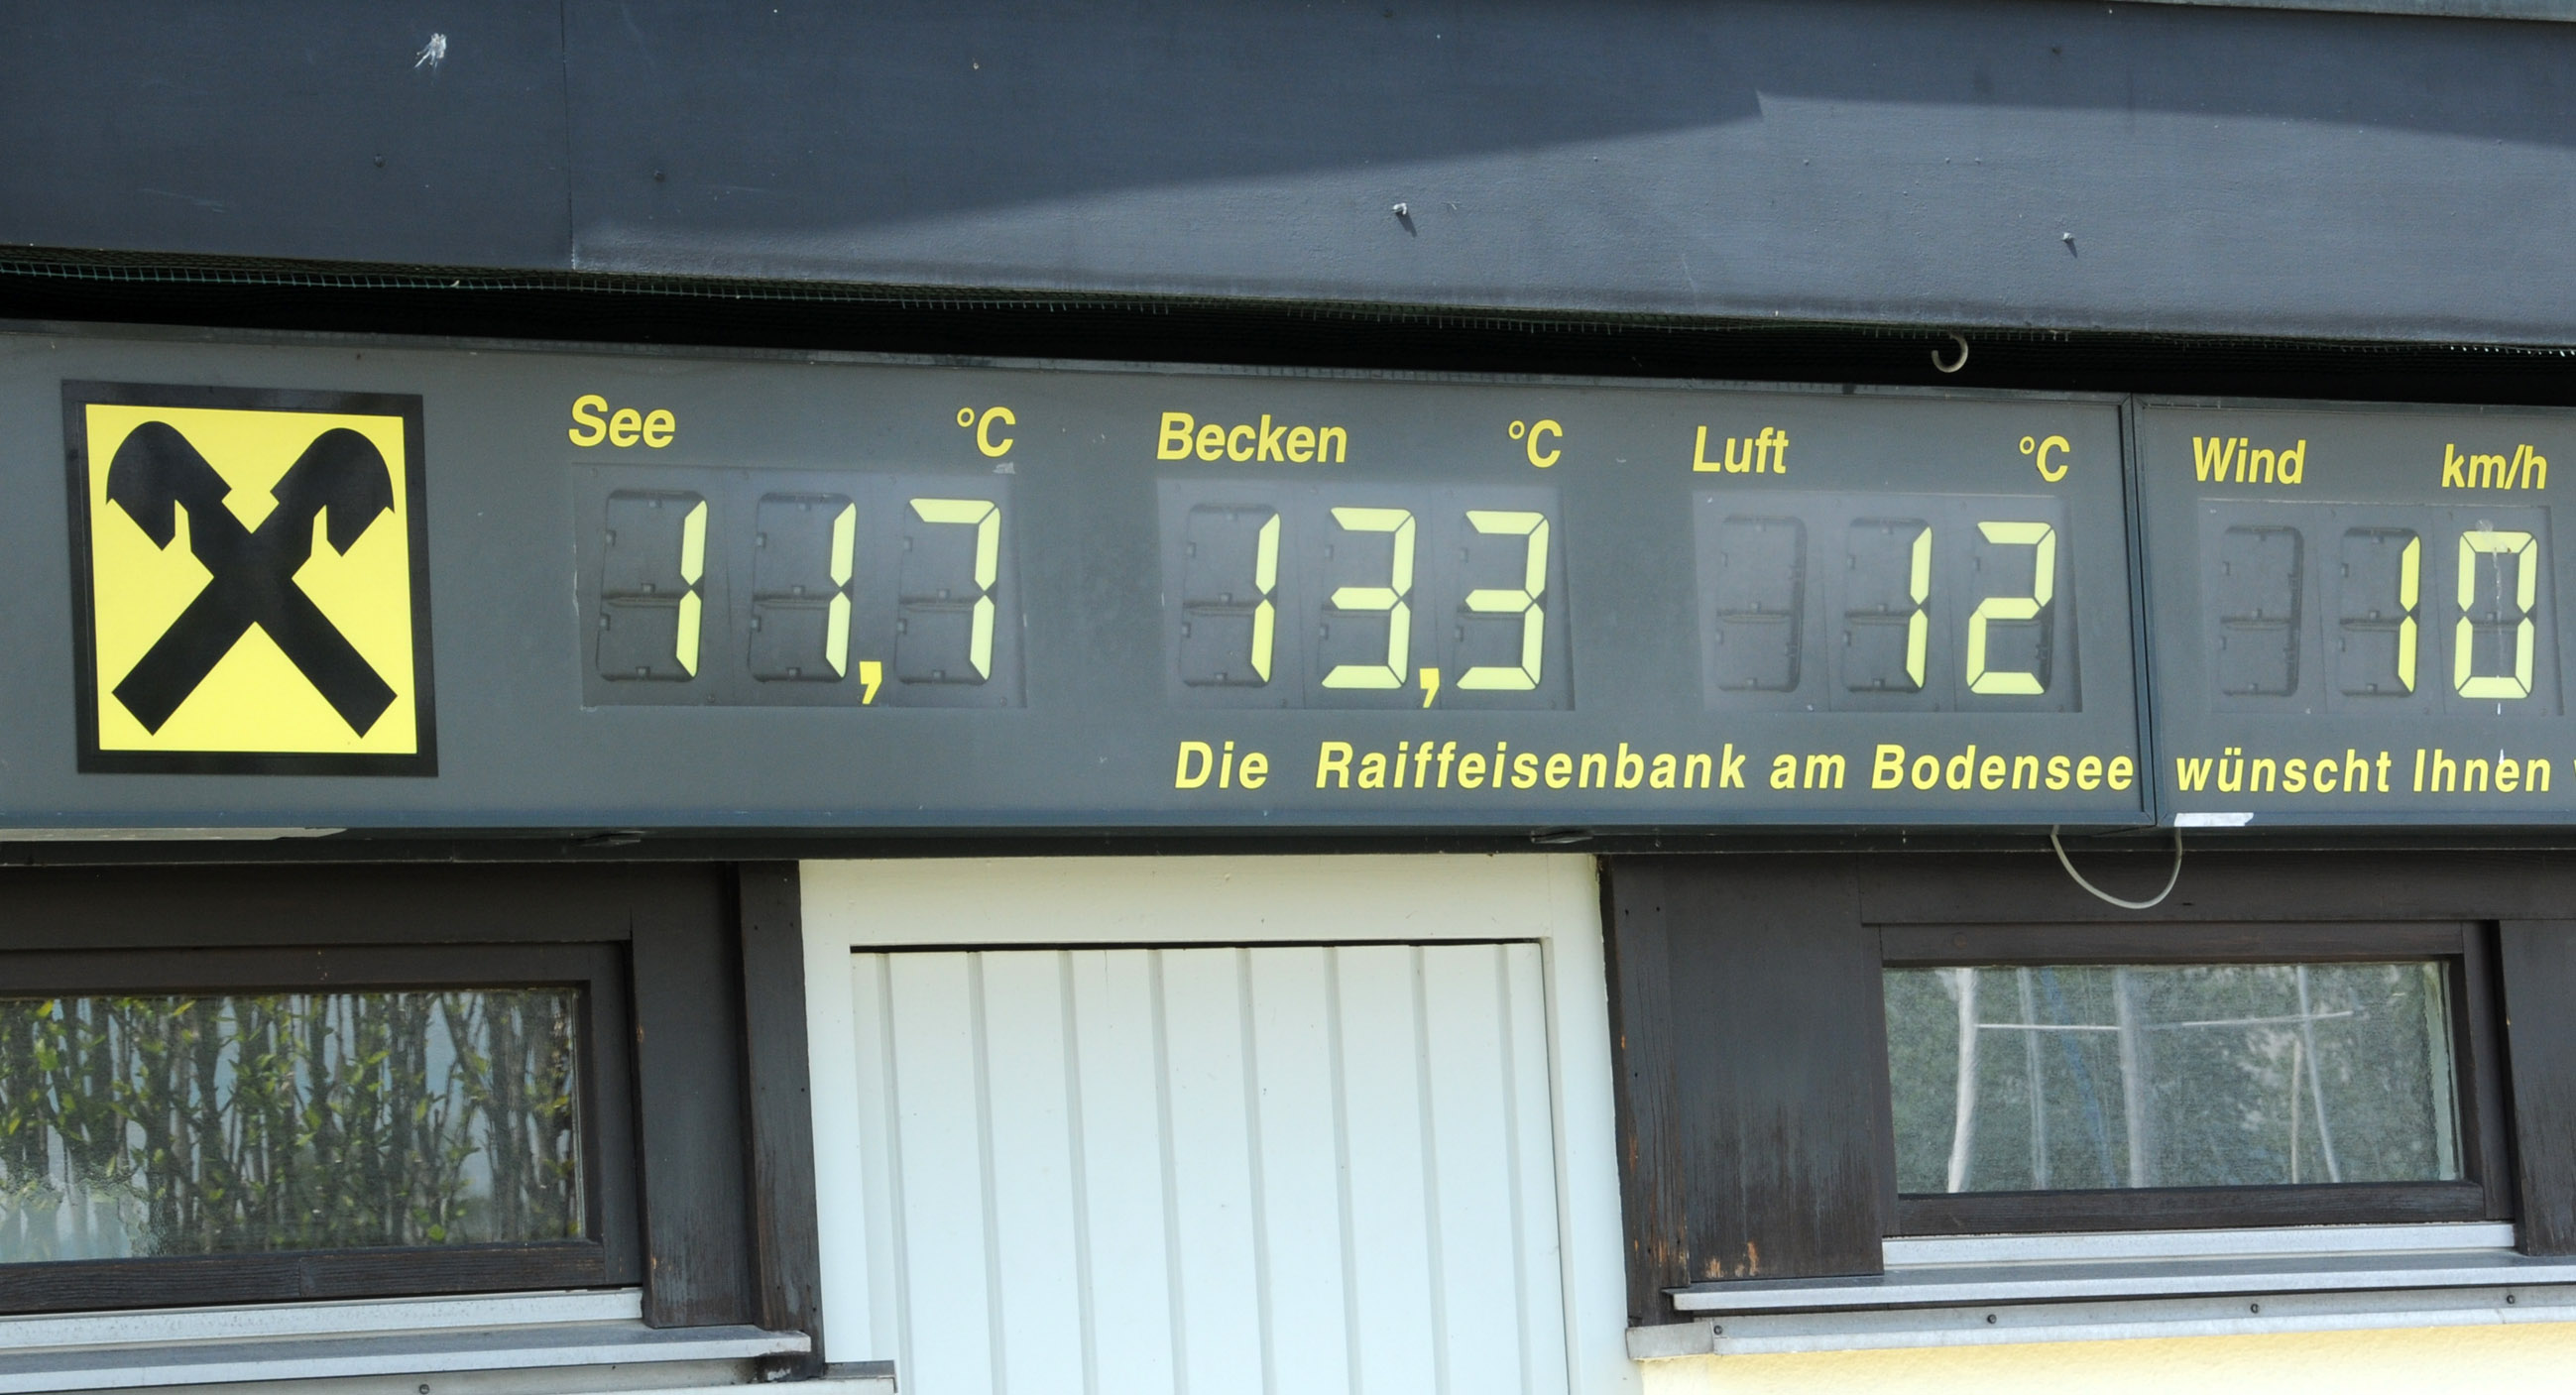 See °C Becken °C Luft °C Wind km/h
11,7 13,3 12 10
Die Raiffeisenbank am Bodensee wünscht Ihnen